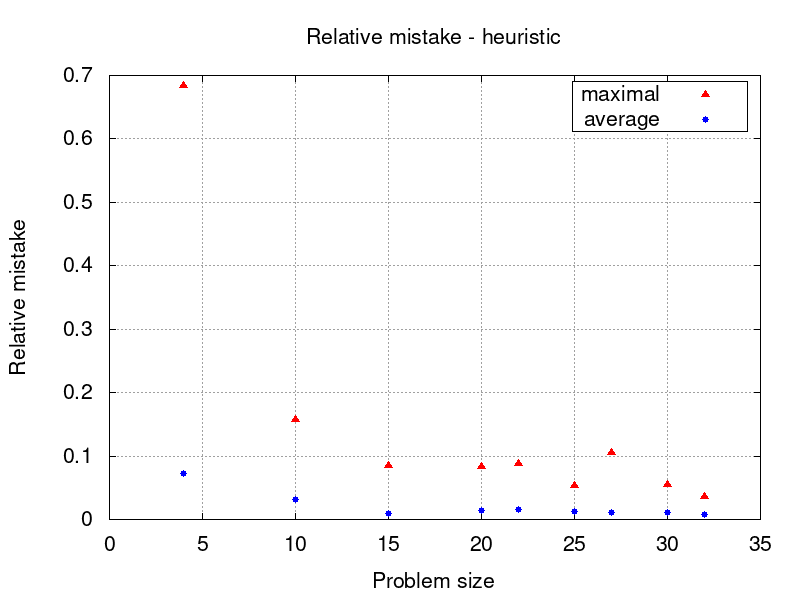 Relative mistake - heuristic
Relative mistake
0.7
0.6
0.5
0.4
0.3
0.2
0.1
0
maximal
average
0 5 10 15 20 25 30 35
Problem size